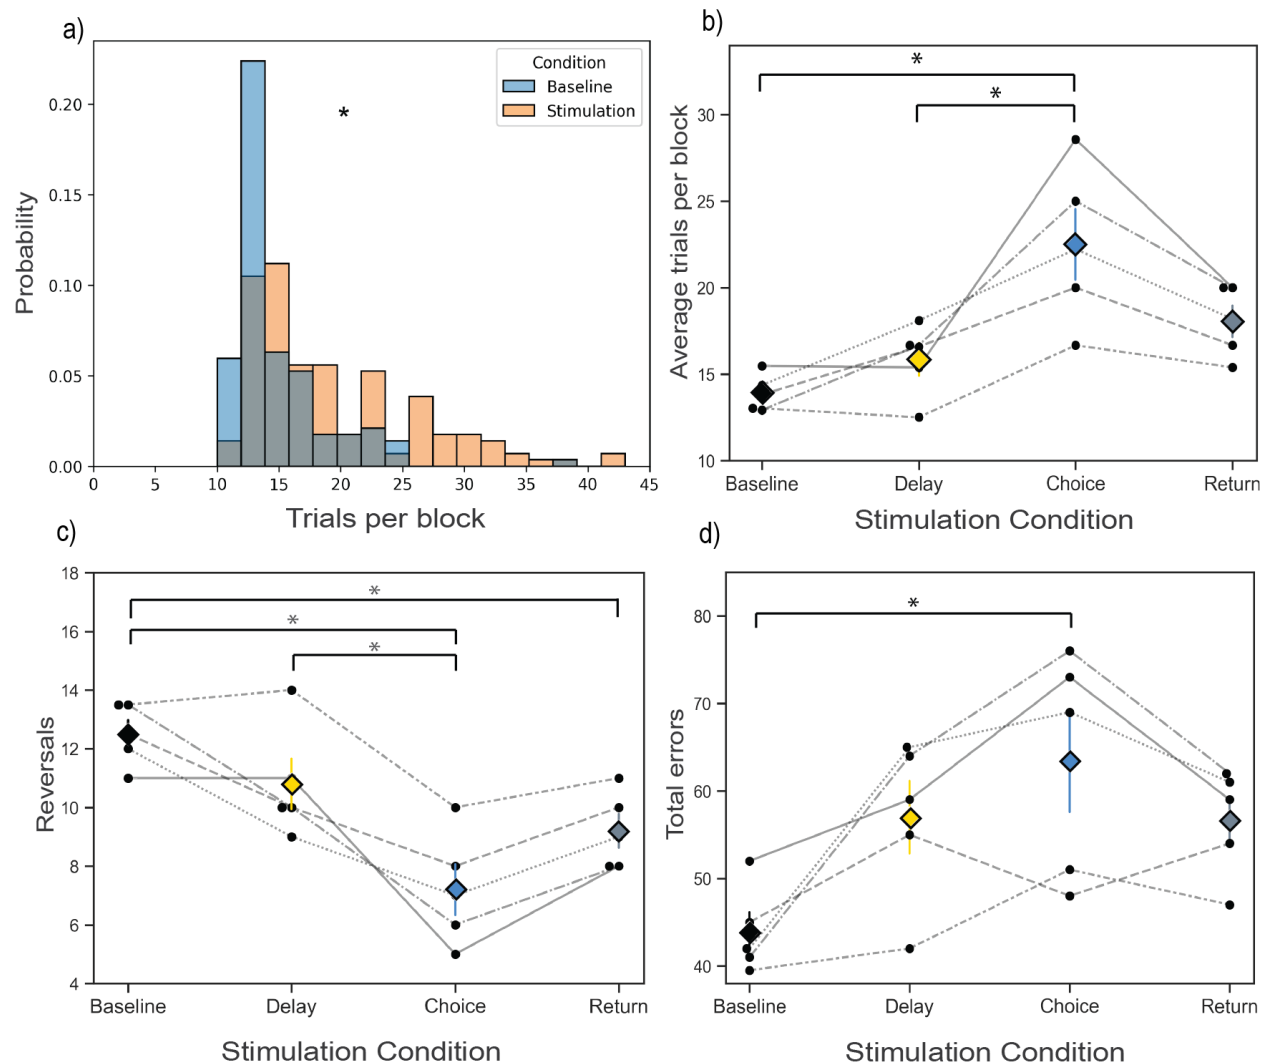 a)
*
Condition
Baseline
Stimulation
0.20
0.15
0.10
0.05
0.00
0 5 10 15 20 25 30 35 40 45
Probability
Trials per block
b)
*
*
30
25
20
15
10
Average trials per block
Baseline Delay Choice Return
Stimulation Condition
c)
*
*
*
18
16
14
12
10
8
6
4
Reversals
Baseline Delay Choice Return
Stimulation Condition
d)
*
80
70
60
50
40
Total errors
Baseline Delay Choice Return
Stimulation Condition